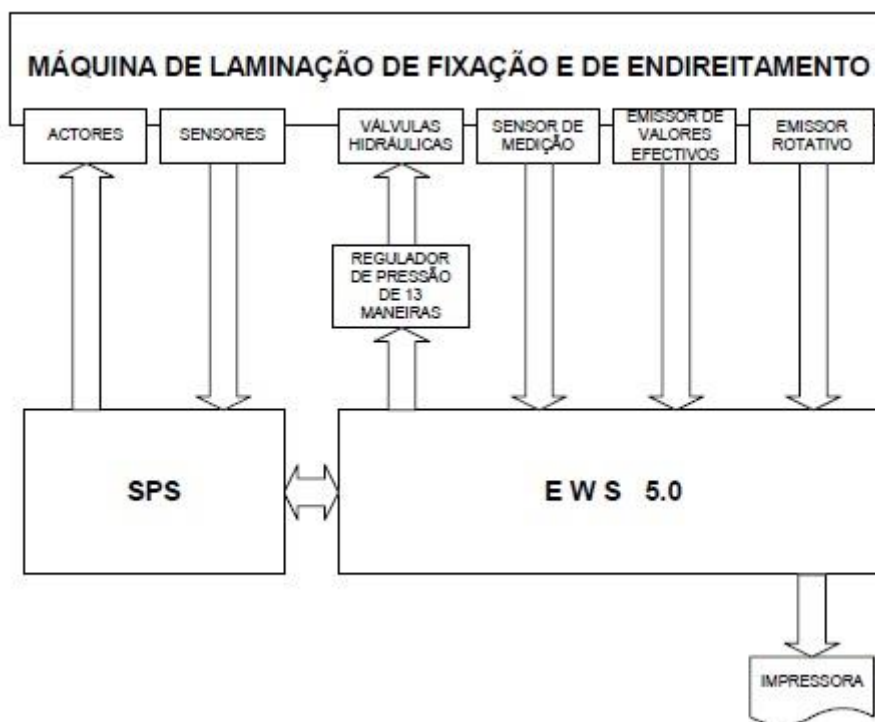 MÁQUINA DE LAMINAÇÃO DE FIXAÇÃO E DE ENDIREITAMENTO
ACTORES
SENSORES
VÁLVULAS
HIDRÁULICAS
SENSOR DE
MEDIÇÃO
EMISSOR DE
VALORES
EFECTIVOS
EMISSOR
ROTATIVO
REGULADOR
DE PRESSÃO
DE 13
MANEIRAS
SPS
EWS 5.0
IMPRESSORA